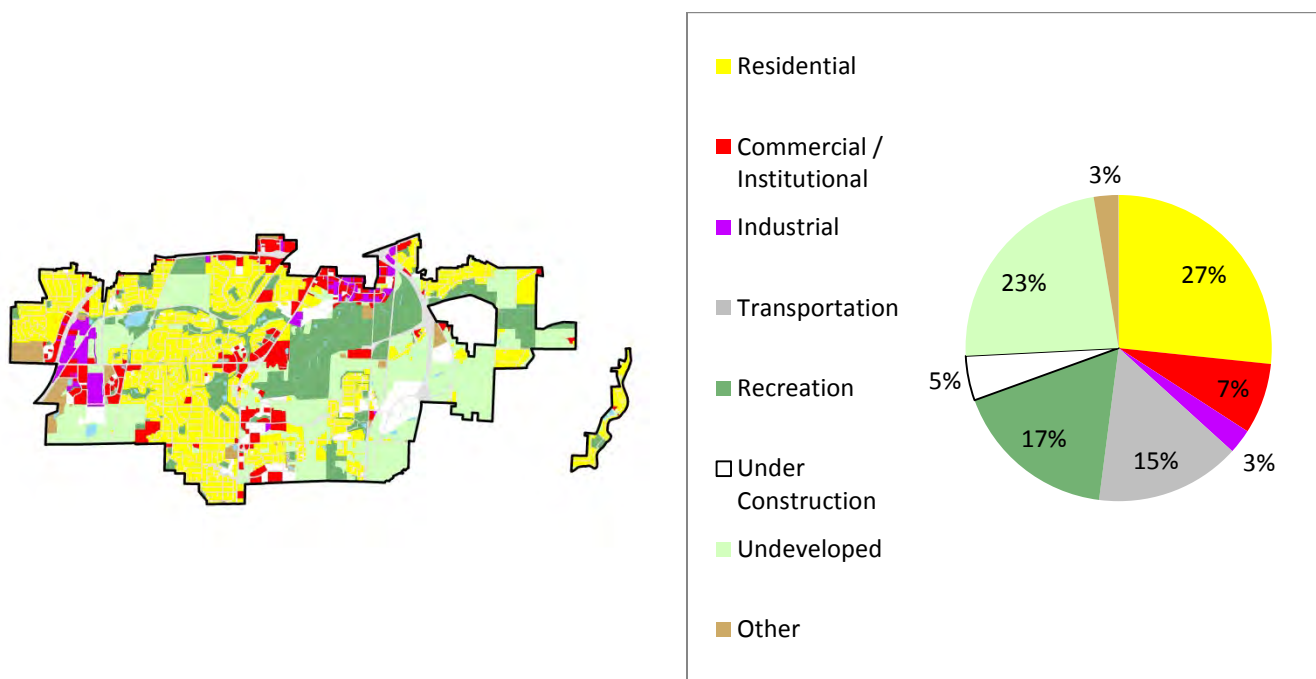 Residential
Commercial /
Institutional
Industrial
Transportation
Recreation
Under
Construction
Undeveloped
Other
3%
27%
23%
7%
5%
17%
15%
3%